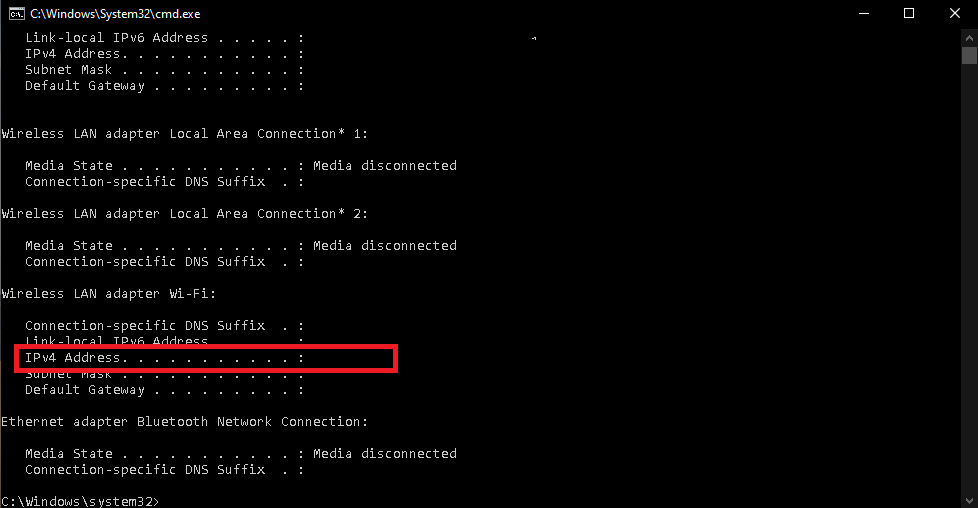 C:\Windows\System32\cmd.exe
Link-local IPv6 Address . . . . . :
IPv4 Address. . . . . . . . . . . :
Subnet Mask . . . . . . . . . . . :
Default Gateway . . . . . . . . . :
Wireless LAN adapter Local Area Connection* 1:
Media State . . . . . . . . . . . : Media disconnected
Connection-specific DNS Suffix  . :
Wireless LAN adapter Local Area Connection* 2:
Media State . . . . . . . . . . . : Media disconnected
Connection-specific DNS Suffix  . :
Wireless LAN adapter Wi-Fi:
Connection-specific DNS Suffix  . :
Link-local IPv6 Address . . . . . :
IPv4 Address. . . . . . . . . . . :
Subnet Mask . . . . . . . . . . . :
Default Gateway . . . . . . . . . :
Ethernet adapter Bluetooth Network Connection:
Media State . . . . . . . . . . . : Media disconnected
Connection-specific DNS Suffix  . :
C:\Windows\system32>